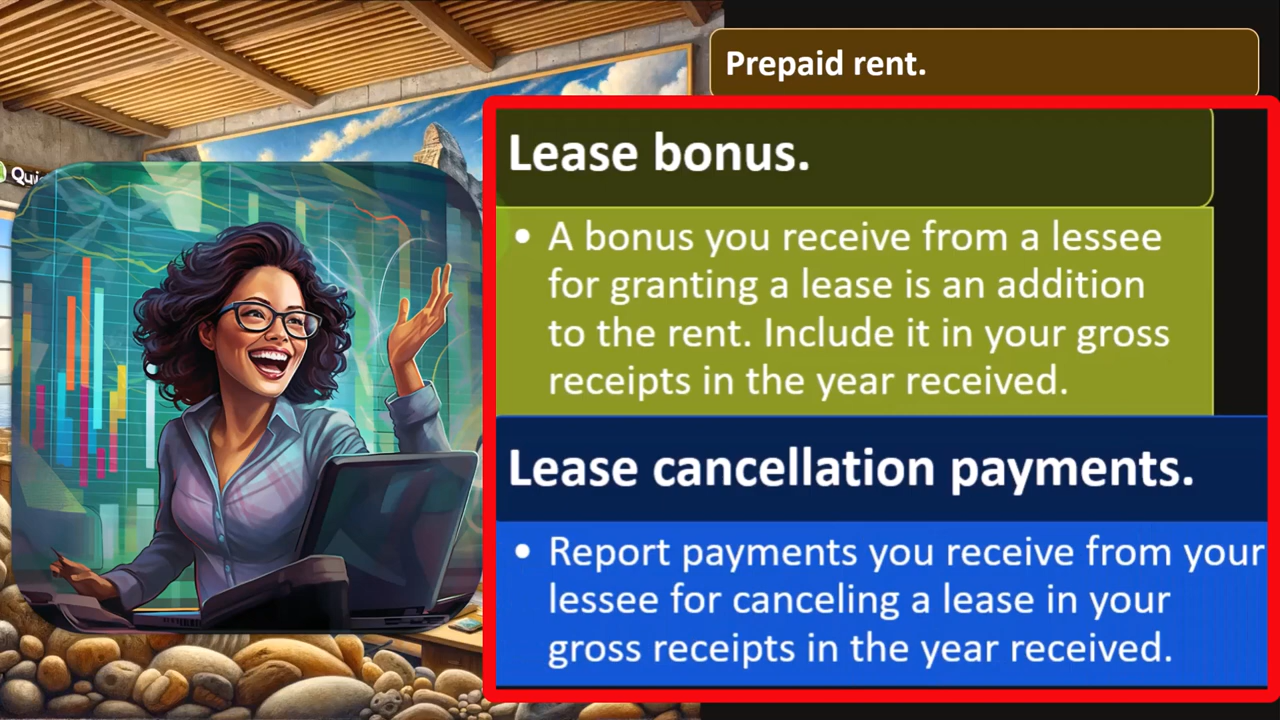 Prepaid rent.
Lease bonus.
• A bonus you receive from a lessee
for granting a lease is an addition
to the rent. Include it in your gross
receipts in the year received.
Lease cancellation payments.
• Report payments you receive from your
lessee for canceling a lease in your
gross receipts in the year received.